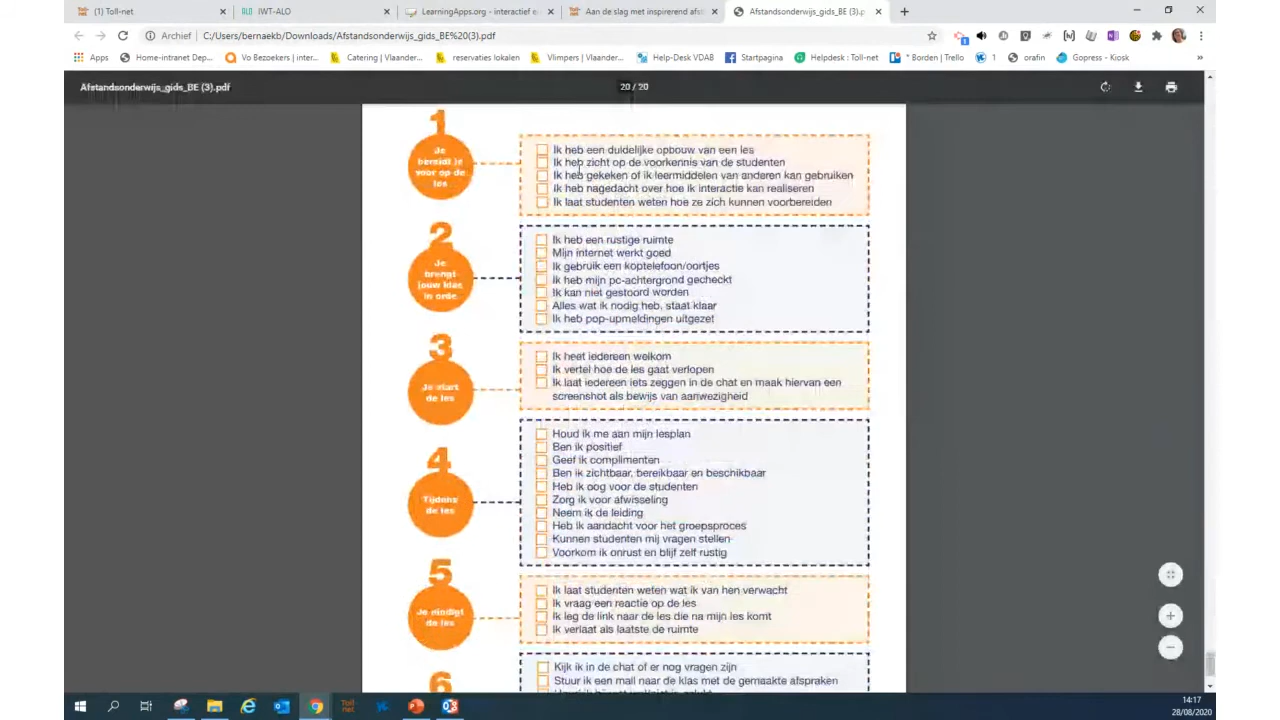 Toll-net
IWT-ALO
LearningApps.org - interactief e
Aan de slag met inspirerend afst
Afstandsonderwijs_gids_BE (3).p
Archief
C:/Users/bernaekb/Downloads/Afstandsonderwijs_gids_BE%20(3).pdf
Apps
Home-intranet Dep...
Vo Bezoekers | inter...
Catering (Vlaander...
reservaties lokalen
Vlimpers (Vlaander...
Help-Desk VDAB
Startpagina
Helpdesk : Toll-net
* Borden | Trello
1
orafin
Gopress - Kiosk
»
Afstandsonderwijs_gids_BE (3).pdf
20 / 20
1
Je
bereidt je
voor op de
les
Ik heb een duidelijke opbouw van een les
Ik heb zicht op de voorkennis van de studenten
Ik heb gekeken of ik leermiddelen van anderen kan gebruiken
Ik heb nagedacht over hoe ik interactie kan realiseren
Ik laat studenten weten hoe ze zich kunnen voorbereiden
2
Je
brengt
jouw klas
in orde
Ik heb een rustige ruimte
Mijn internet werkt goed
Ik gebruik een koptelefoon/oortjes
Ik heb mijn pc-achtergrond gecheckt
Ik kan niet gestoord worden
Alles wat ik nodig heb, staat klaar
Ik heb pop-upmeldingen uitgezet
3
Je start
de les
Ik heet iedereen welkom
Ik vertel hoe de les gaat verlopen
Ik laat iedereen iets zeggen in de chat en maak hiervan een
screenshot als bewijs van aanwezigheid
4
Tijdens
de les
Houd ik me aan mijn lesplan
Ben ik positief
Geef ik complimenten
Ben ik zichtbaar, bereikbaar en beschikbaar
Heb ik oog voor de studenten
Zorg ik voor afwisseling
Neem ik de leiding
Heb ik aandacht voor het groepsproces
Kunnen studenten mij vragen stellen
Voorkom ik onrust en blijf zelf rustig
5
Je eindigt
de les
Ik laat studenten weten wat ik van hen verwacht
Ik vraag een reactie op de les
Ik leg de link naar de les die na mijn les komt
Ik verlaat als laatste de ruimte
6
Kijk ik in de chat of er nog vragen zijn
Stuur ik een mail naar de klas met de gemaakte afspraken
14:17
28/08/2020